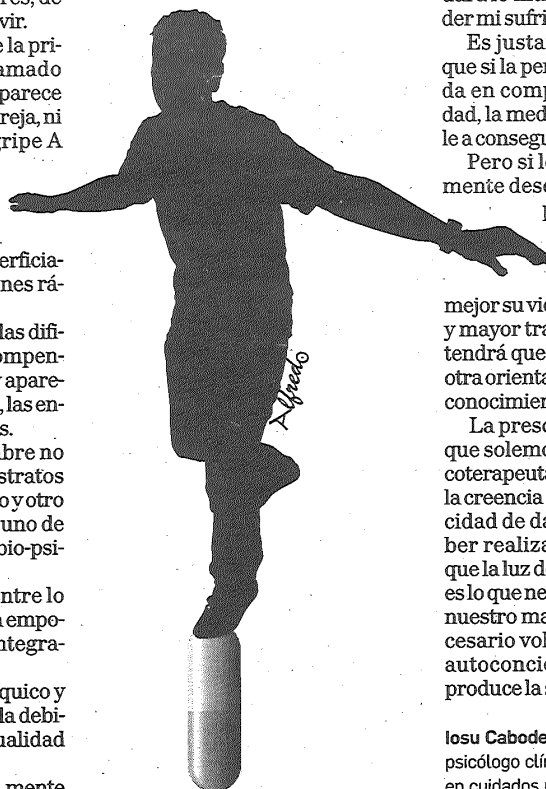 vir.
e la pri-
amado
parece
reja, ni
gripe A
erficia-
nes rá-
las difi-
ompen-
y apare-
, las en-
s.
bre no
stratos
o y otro
uno de
bio-psi-
ntre lo
a empo-
ntegra-
quico y
la debi-
ualidad
mente
Alfredo
der mi sufri
Es justa
que si la per
da en comp
dad, la med
le a consegu
Pero si l
mente desc
mejor su vi
y mayor tra
tendrá que
otra orienta
conocimien
La presc
que solemo
coterapeuta
la creencia
cidad de da
ber realiza
que la luz d
es lo que ne
nuestro ma
cesario vol
autoconcie
produce la
Iosu Cabode
psicólogo clí
en cuidados